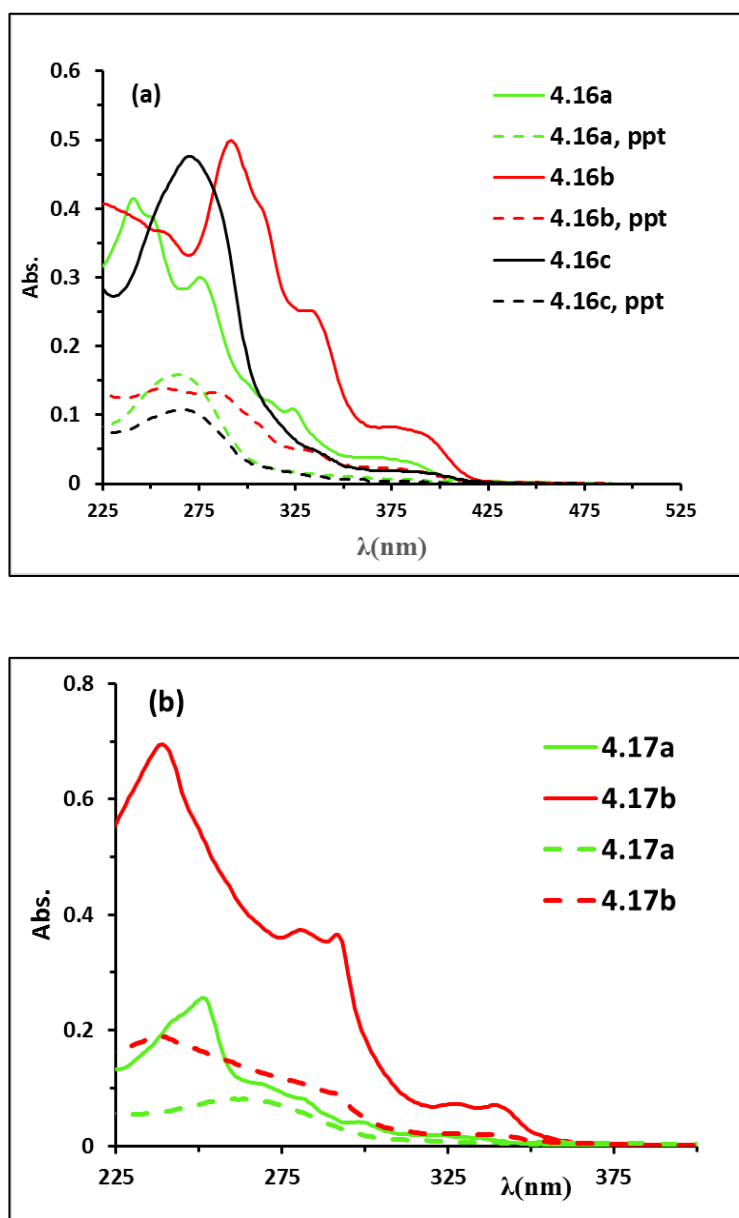 (a)
0.6
0.5
0.4
0.3
0.2
0.1
0
Abs.
4.16a
4.16a, ppt
4.16b
4.16b, ppt
4.16c
4.16c, ppt
225 275 325 375 425 475 525
λ(nm)
(b)
0.8
0.6
0.4
0.2
0
Abs.
4.17a
4.17b
4.17a
4.17b
225 275 325 375
λ(nm)